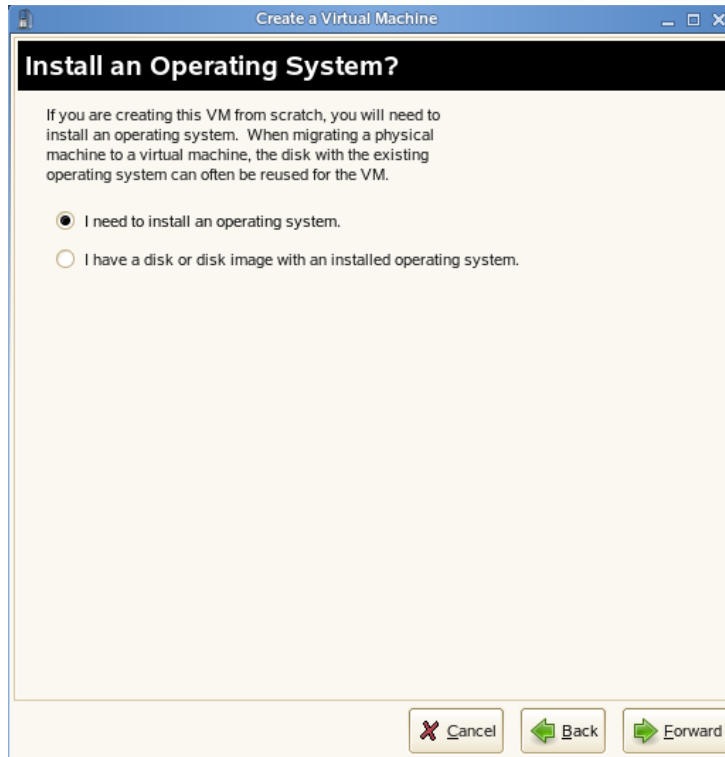 Create a Virtual Machine
Install an Operating System?
If you are creating this VM from scratch, you will need to
install an operating system.  When migrating a physical
machine to a virtual machine, the disk with the existing
operating system can often be reused for the VM.
I need to install an operating system.
I have a disk or disk image with an installed operating system.
Cancel Back Forward